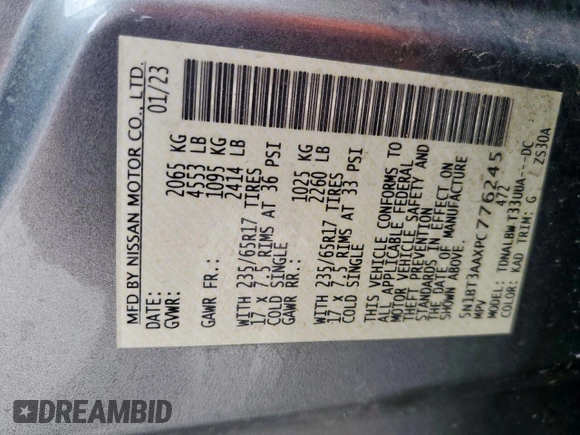 MFD BY NISSAN MOTOR CO., LTD.
DATE: 01/23
GVWR: 2065 KG
4553 LB
GAWR FR: 1095 KG
2414 LB
WITH 235/65R17 TIRES
17 X 7.5 RIMS AT 36 PSI
COLD SINGLE
GAWR RR: 1025 KG
2260 LB
WITH 235/65R17 TIRES
17 X 7.5 RIMS AT 33 PSI
COLD SINGLE
THIS VEHICLE CONFORMS TO
ALL APPLICABLE FEDERAL
MOTOR VEHICLE SAFETY AND
THEFT PREVENTION
STANDARDS IN EFFECT ON
THE DATE OF MANUFACTURE
SHOWN ABOVE.
5N1BT3AAXPC776245
MPV 472
MODEL: TDNALBW T33UUA---DC
COLOR: KAD TRIM: G ZS30A
DREAMBID